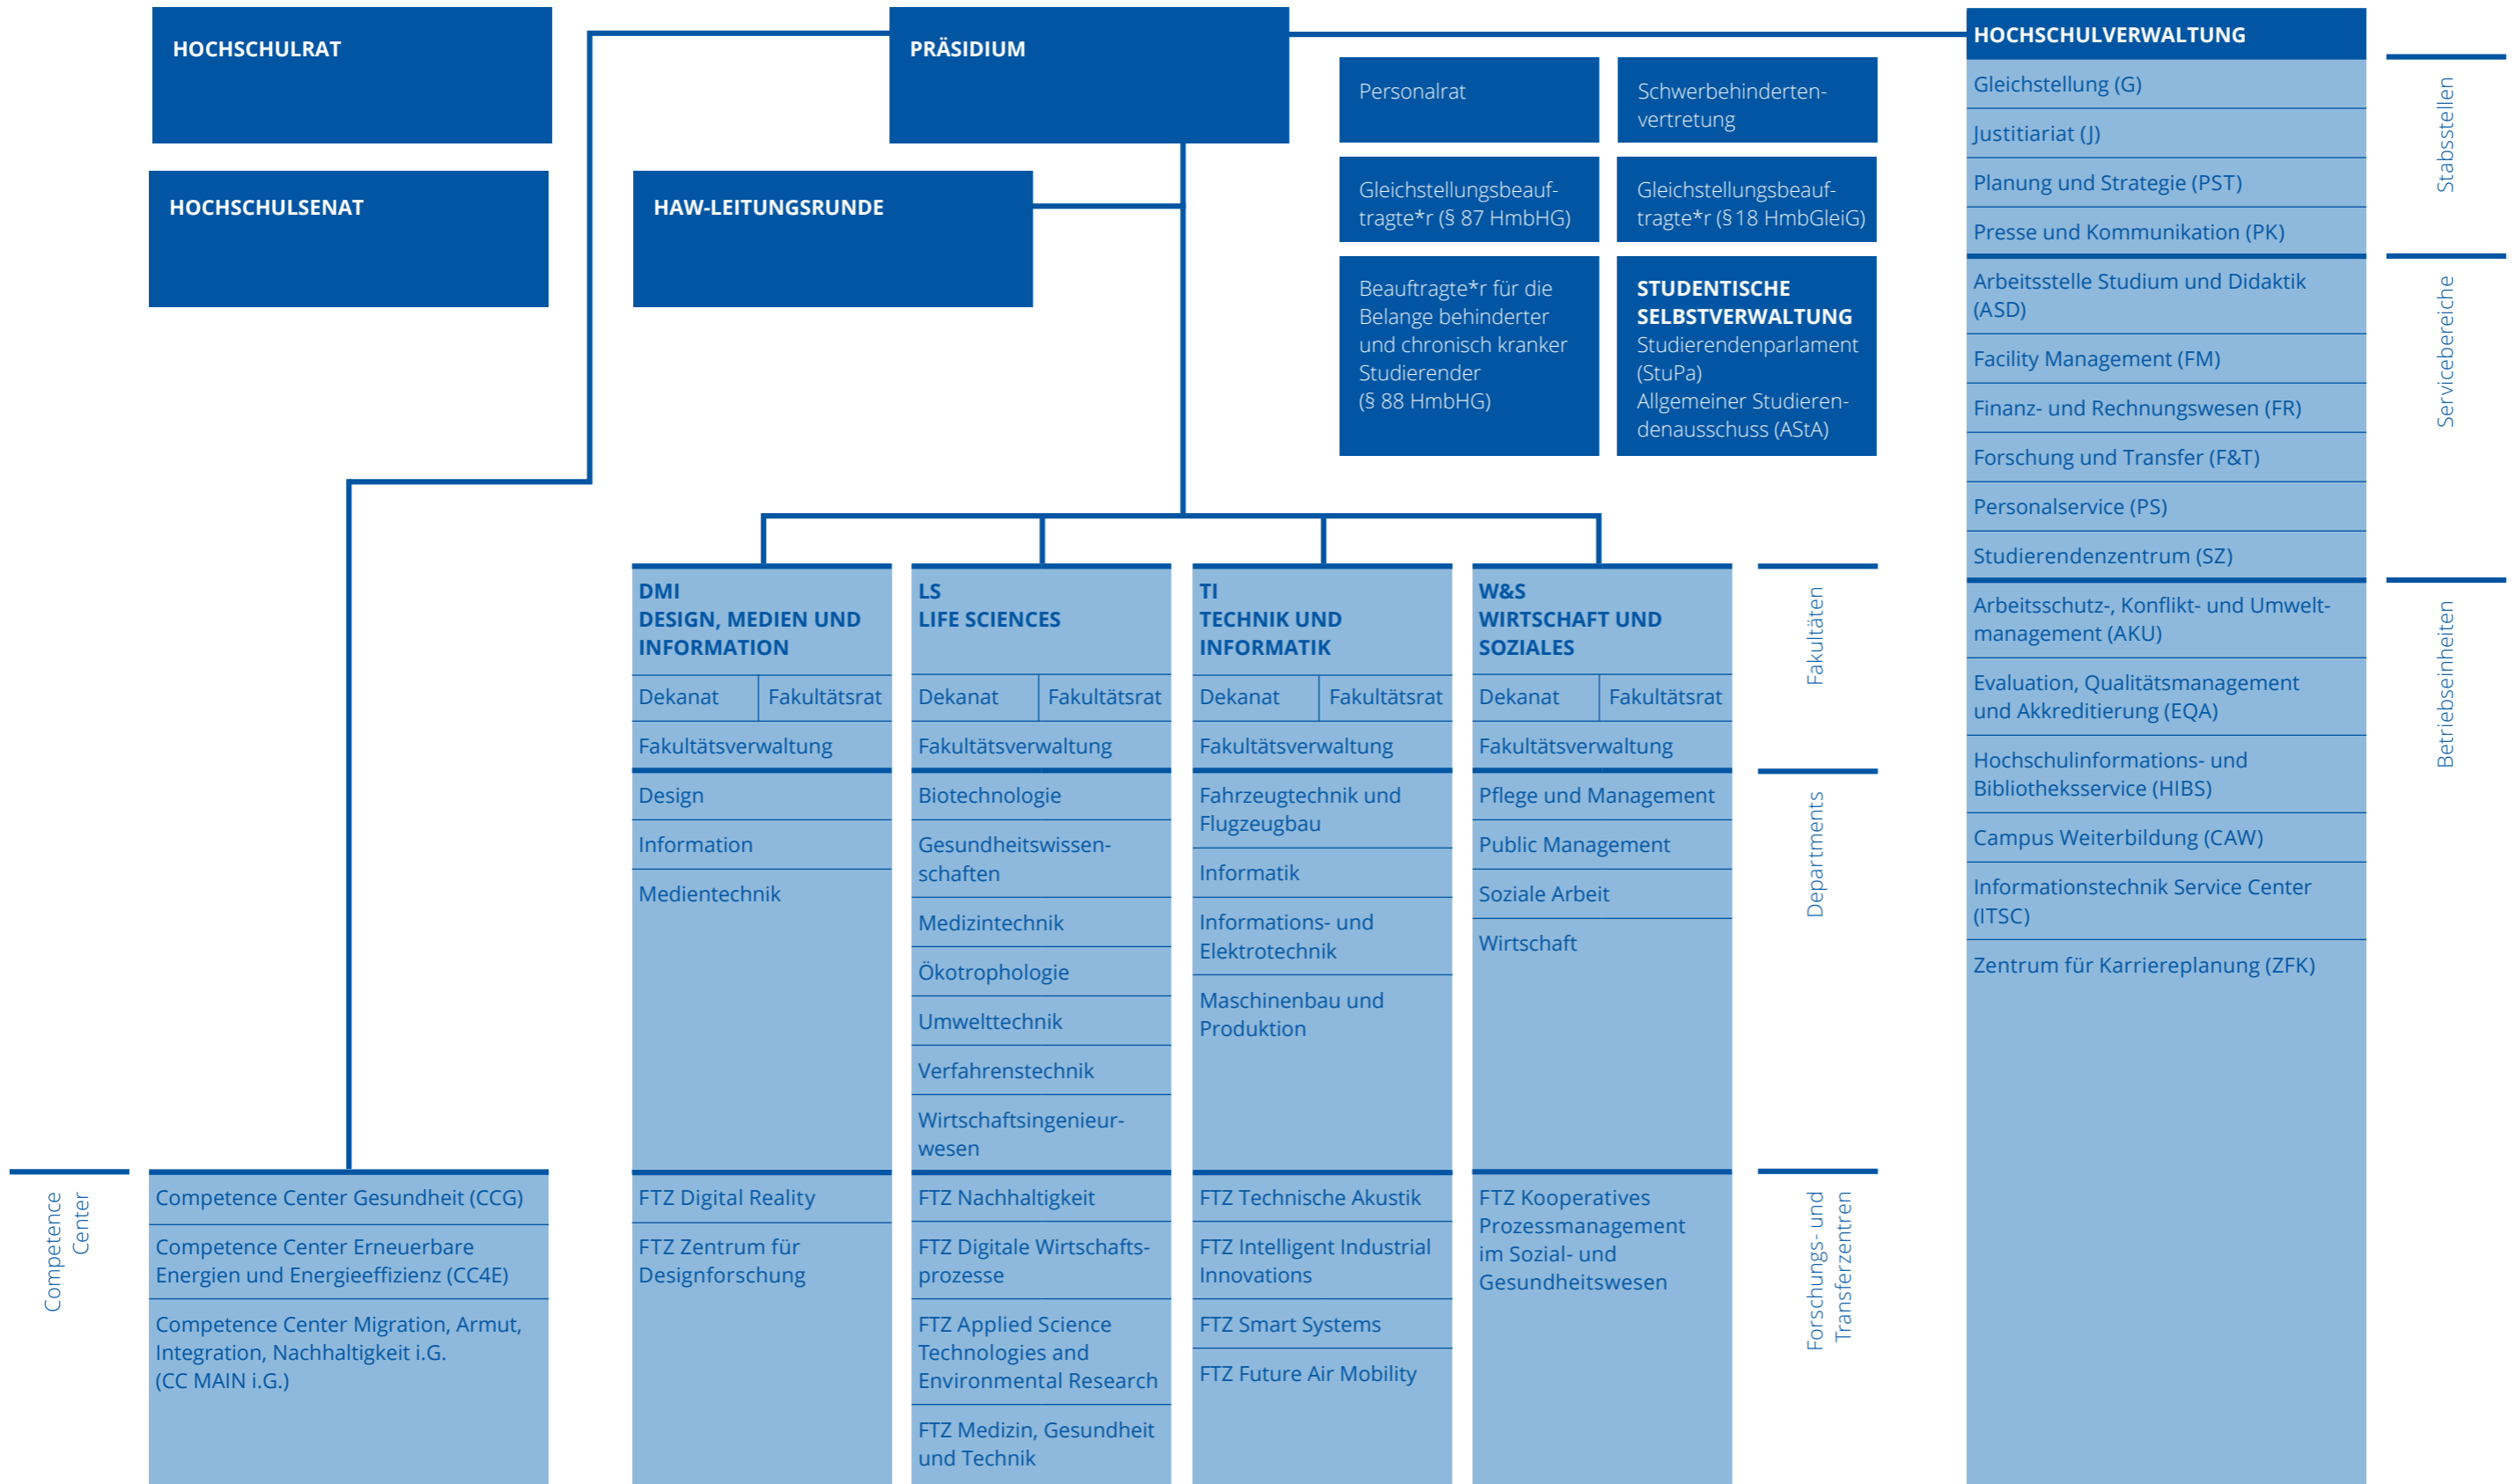 HOCHSCHULRAT
HOCHSCHULSENAT
PRÄSIDIUM
HAW-LEITUNGSRUNDE
Personalrat
Schwerbehinderten-
vertretung
Gleichstellungsbeauf-
tragte*r (§ 87 HmbHG)
Gleichstellungsbeauf-
tragte*r (§ 18 HmbGleiG)
Beauftragte*r für die
Belange behinderter
und chronisch kranker
Studierender
(§ 88 HmbHG)
STUDENTISCHE
SELBSTVERWALTUNG
Studierendenparlament
(StuPa)
Allgemeiner Studieren-
denausschuss (AStA)
HOCHSCHULVERWALTUNG
Stabsstellen
Gleichstellung (G)
Justitiariat (J)
Planung und Strategie (PST)
Presse und Kommunikation (PK)
Servicebereiche
Arbeitsstelle Studium und Didaktik
(ASD)
Facility Management (FM)
Finanz- und Rechnungswesen (FR)
Forschung und Transfer (F&T)
Personalservice (PS)
Studierendenzentrum (SZ)
Betriebseinheiten
Arbeitsschutz-, Konflikt- und Umwelt-
management (AKU)
Evaluation, Qualitätsmanagement
und Akkreditierung (EQA)
Hochschulinformations- und
Bibliotheksservice (HIBS)
Campus Weiterbildung (CAW)
Informationstechnik Service Center
(ITSC)
Zentrum für Karriereplanung (ZFK)
Fakultäten
Departments
Forschungs- und
Transferzentren
DMI
DESIGN, MEDIEN UND
INFORMATION
Dekanat
Fakultätsrat
Fakultätsverwaltung
Design
Information
Medientechnik
FTZ Digital Reality
FTZ Zentrum für
Designforschung
LS
LIFE SCIENCES
Dekanat
Fakultätsrat
Fakultätsverwaltung
Biotechnologie
Gesundheitswissen-
schaften
Medizintechnik
Ökotrophologie
Umwelttechnik
Verfahrenstechnik
Wirtschaftsingenieur-
wesen
FTZ Nachhaltigkeit
FTZ Digitale Wirtschafts-
prozesse
FTZ Applied Science
Technologies and
Environmental Research
FTZ Medizin, Gesundheit
und Technik
TI
TECHNIK UND
INFORMATIK
Dekanat
Fakultätsrat
Fakultätsverwaltung
Fahrzeugtechnik und
Flugzeugbau
Informatik
Informations- und
Elektrotechnik
Maschinenbau und
Produktion
FTZ Technische Akustik
FTZ Intelligent Industrial
Innovations
FTZ Smart Systems
FTZ Future Air Mobility
W&S
WIRTSCHAFT UND
SOZIALES
Dekanat
Fakultätsrat
Fakultätsverwaltung
Pflege und Management
Public Management
Soziale Arbeit
Wirtschaft
FTZ Kooperatives
Prozessmanagement
im Sozial- und
Gesundheitswesen
Competence
Center
Competence Center Gesundheit (CCG)
Competence Center Erneuerbare
Energien und Energieeffizienz (CC4E)
Competence Center Migration, Armut,
Integration, Nachhaltigkeit i.G.
(CC MAIN i.G.)